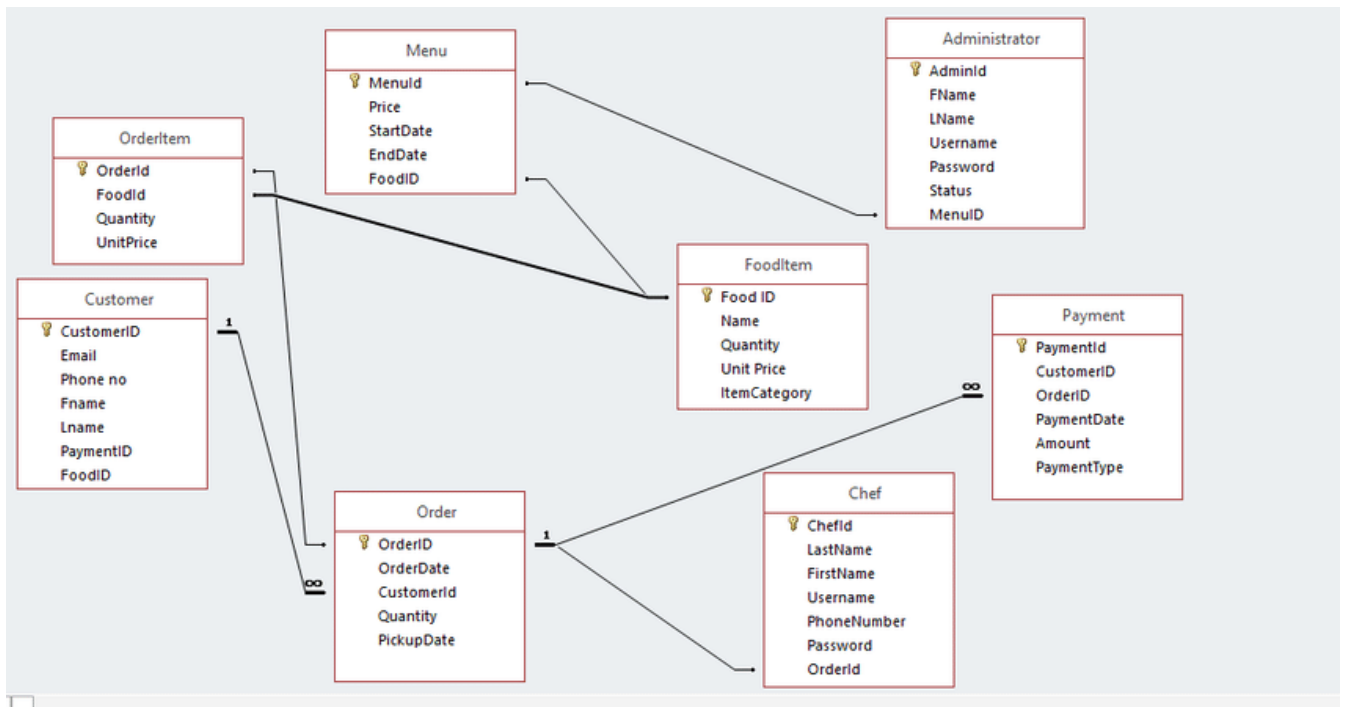 Menu
MenuId
Price
StartDate
EndDate
FoodID
Administrator
AdminId
FName
LName
Username
Password
Status
MenuID
OrderItem
OrderId
FoodId
Quantity
UnitPrice
FoodItem
Food ID
Name
Quantity
Unit Price
ItemCategory
Customer
CustomerID
Email
Phone no
Fname
Lname
PaymentID
FoodID
1
∞
Payment
PaymentId
CustomerID
OrderID
PaymentDate
Amount
PaymentType
∞
Order
OrderID
OrderDate
CustomerId
Quantity
PickupDate
1
Chef
ChefId
LastName
FirstName
Username
PhoneNumber
Password
OrderId